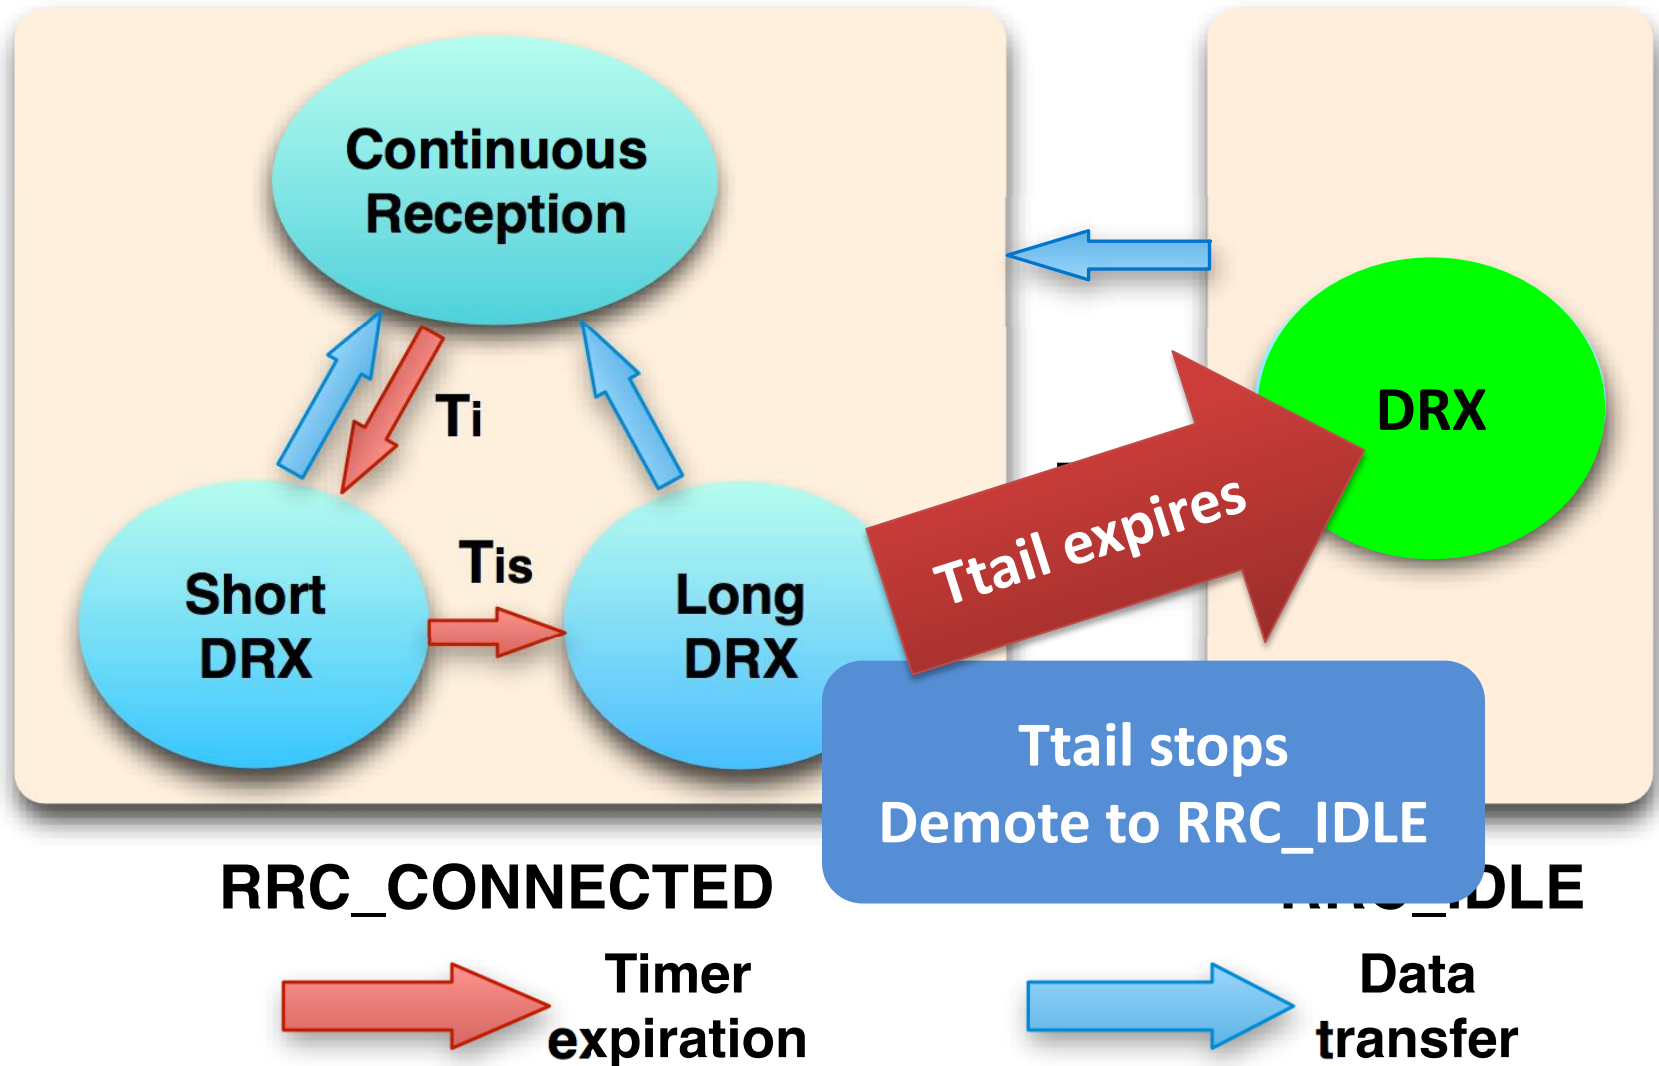 Continuous
Reception
Ti
DRX
Ttail expires
Tis
Short
DRX
Long
DRX
Ttail stops
Demote to RRC_IDLE
RRC_CONNECTED
RRC_IDLE
Timer
expiration
Data
transfer